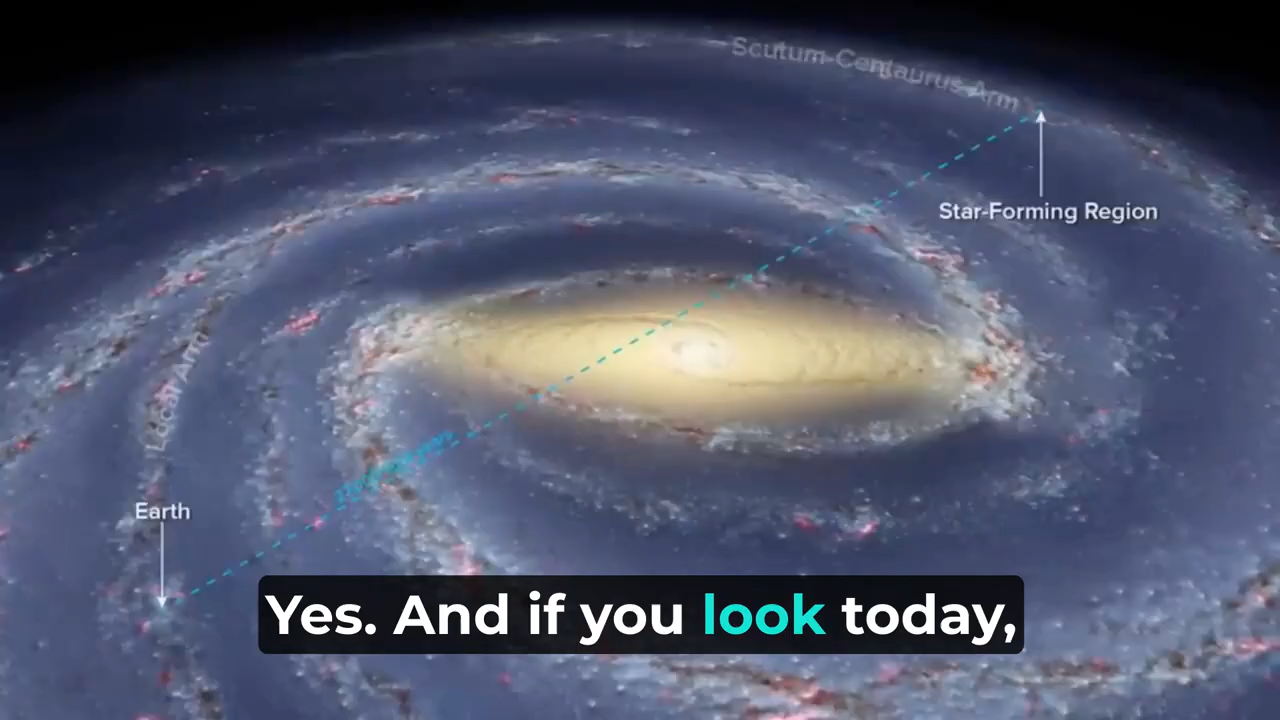 Scutum-Centaurus Arm
Star-Forming Region
Local Arm
Earth
Yes. And if you look today,